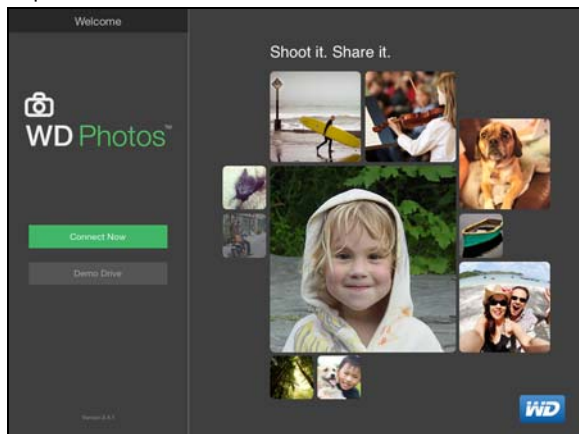 Welcome
WD Photos™
Connect Now
Demo Drive
Shoot it. Share it.
WD